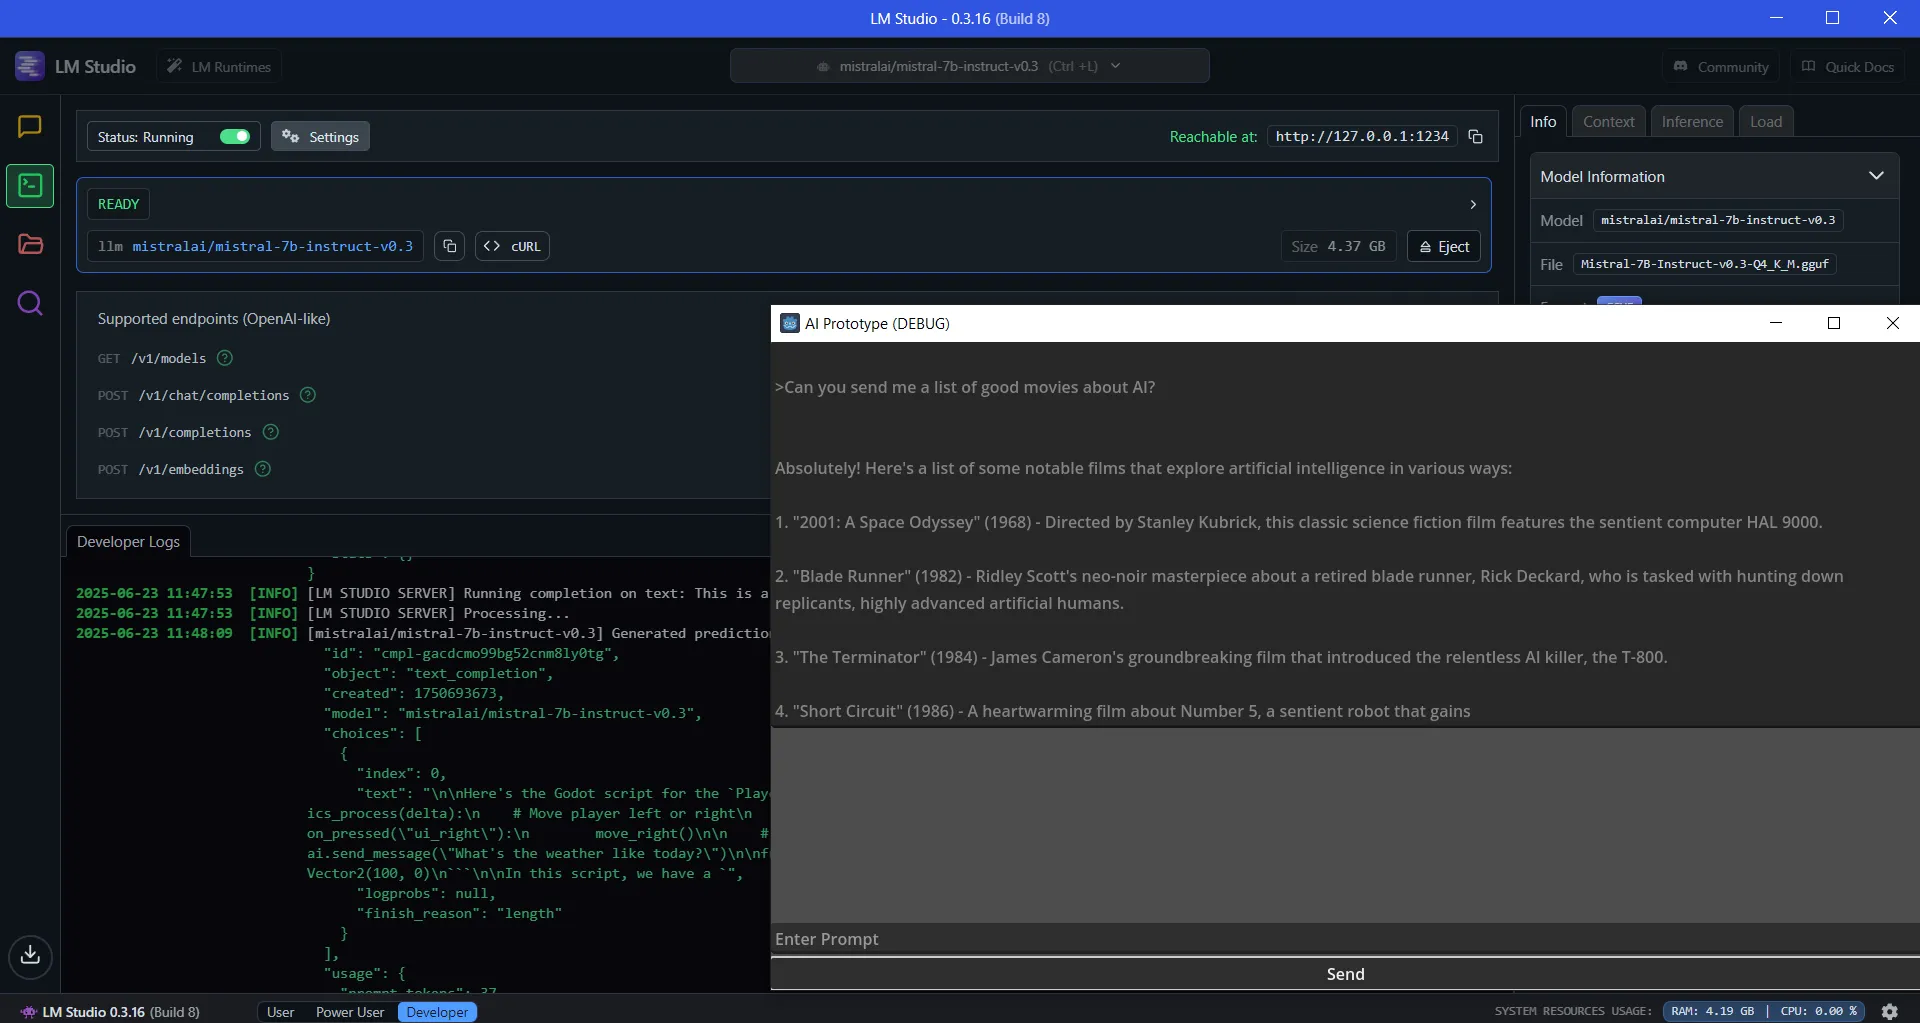 LM Studio - 0.3.16 (Build 8)
LM Studio
LM Runtimes
mistralai/mistral-7b-instruct-v0.3 (Ctrl +L)
Community
Quick Docs
Status: Running
Settings
Reachable at: http://127.0.0.1:1234
READY
llm mistralai/mistral-7b-instruct-v0.3
cURL
Size 4.37 GB
Eject
Supported endpoints (OpenAI-like)
GET /v1/models
POST /v1/chat/completions
POST /v1/completions
POST /v1/embeddings
Info
Context
Inference
Load
Model Information
Model mistralai/mistral-7b-instruct-v0.3
File Mistral-7B-Instruct-v0.3-Q4_K_M.gguf
Developer Logs
}
2025-06-23 11:47:53 [INFO] [LM STUDIO SERVER] Running completion on text: This is a
2025-06-23 11:47:53 [INFO] [LM STUDIO SERVER] Processing...
2025-06-23 11:48:09 [INFO] [mistralai/mistral-7b-instruct-v0.3] Generated predictio
"id": "cmpl-gacdcmo99bg52cnm8ly0tg",
"object": "text_completion",
"created": 1750693673,
"model": "mistralai/mistral-7b-instruct-v0.3",
"choices": [
{
"index": 0,
"text": "\n\nHere's the Godot script for the `Play
ics_process(delta):\n    # Move player left or right\n
on_pressed(\"ui_right\"):\n        move_right()\n\n    #
ai.send_message(\"What's the weather like today?\")\n\nf
Vector2(100, 0)\n```\n\nIn this script, we have a `",
"logprobs": null,
"finish_reason": "length"
}
],
"usage": {
"prompt_tokens": 37
AI Prototype (DEBUG)
>Can you send me a list of good movies about AI?
Absolutely! Here's a list of some notable films that explore artificial intelligence in various ways:
1. "2001: A Space Odyssey" (1968) - Directed by Stanley Kubrick, this classic science fiction film features the sentient computer HAL 9000.
2. "Blade Runner" (1982) - Ridley Scott's neo-noir masterpiece about a retired blade runner, Rick Deckard, who is tasked with hunting down
replicants, highly advanced artificial humans.
3. "The Terminator" (1984) - James Cameron's groundbreaking film that introduced the relentless AI killer, the T-800.
4. "Short Circuit" (1986) - A heartwarming film about Number 5, a sentient robot that gains
Enter Prompt
Send
LM Studio 0.3.16 (Build 8)
User
Power User
Developer
SYSTEM RESOURCES USAGE: RAM: 4.19 GB | CPU: 0.00 %